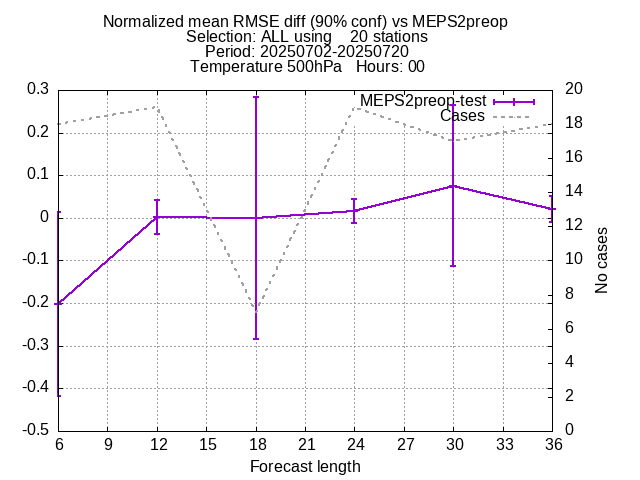 Normalized mean RMSE diff (90% conf) vs MEPS2preop
Selection: ALL using    20 stations
Period: 20250702-20250720
Temperature 500hPa   Hours: 00
MEPS2preop-test
Cases
0.3
0.2
0.1
0
-0.1
-0.2
-0.3
-0.4
-0.5
20
18
16
14
12
10
8
6
4
2
0
No cases
6 9 12 15 18 21 24 27 30 33 36
Forecast length